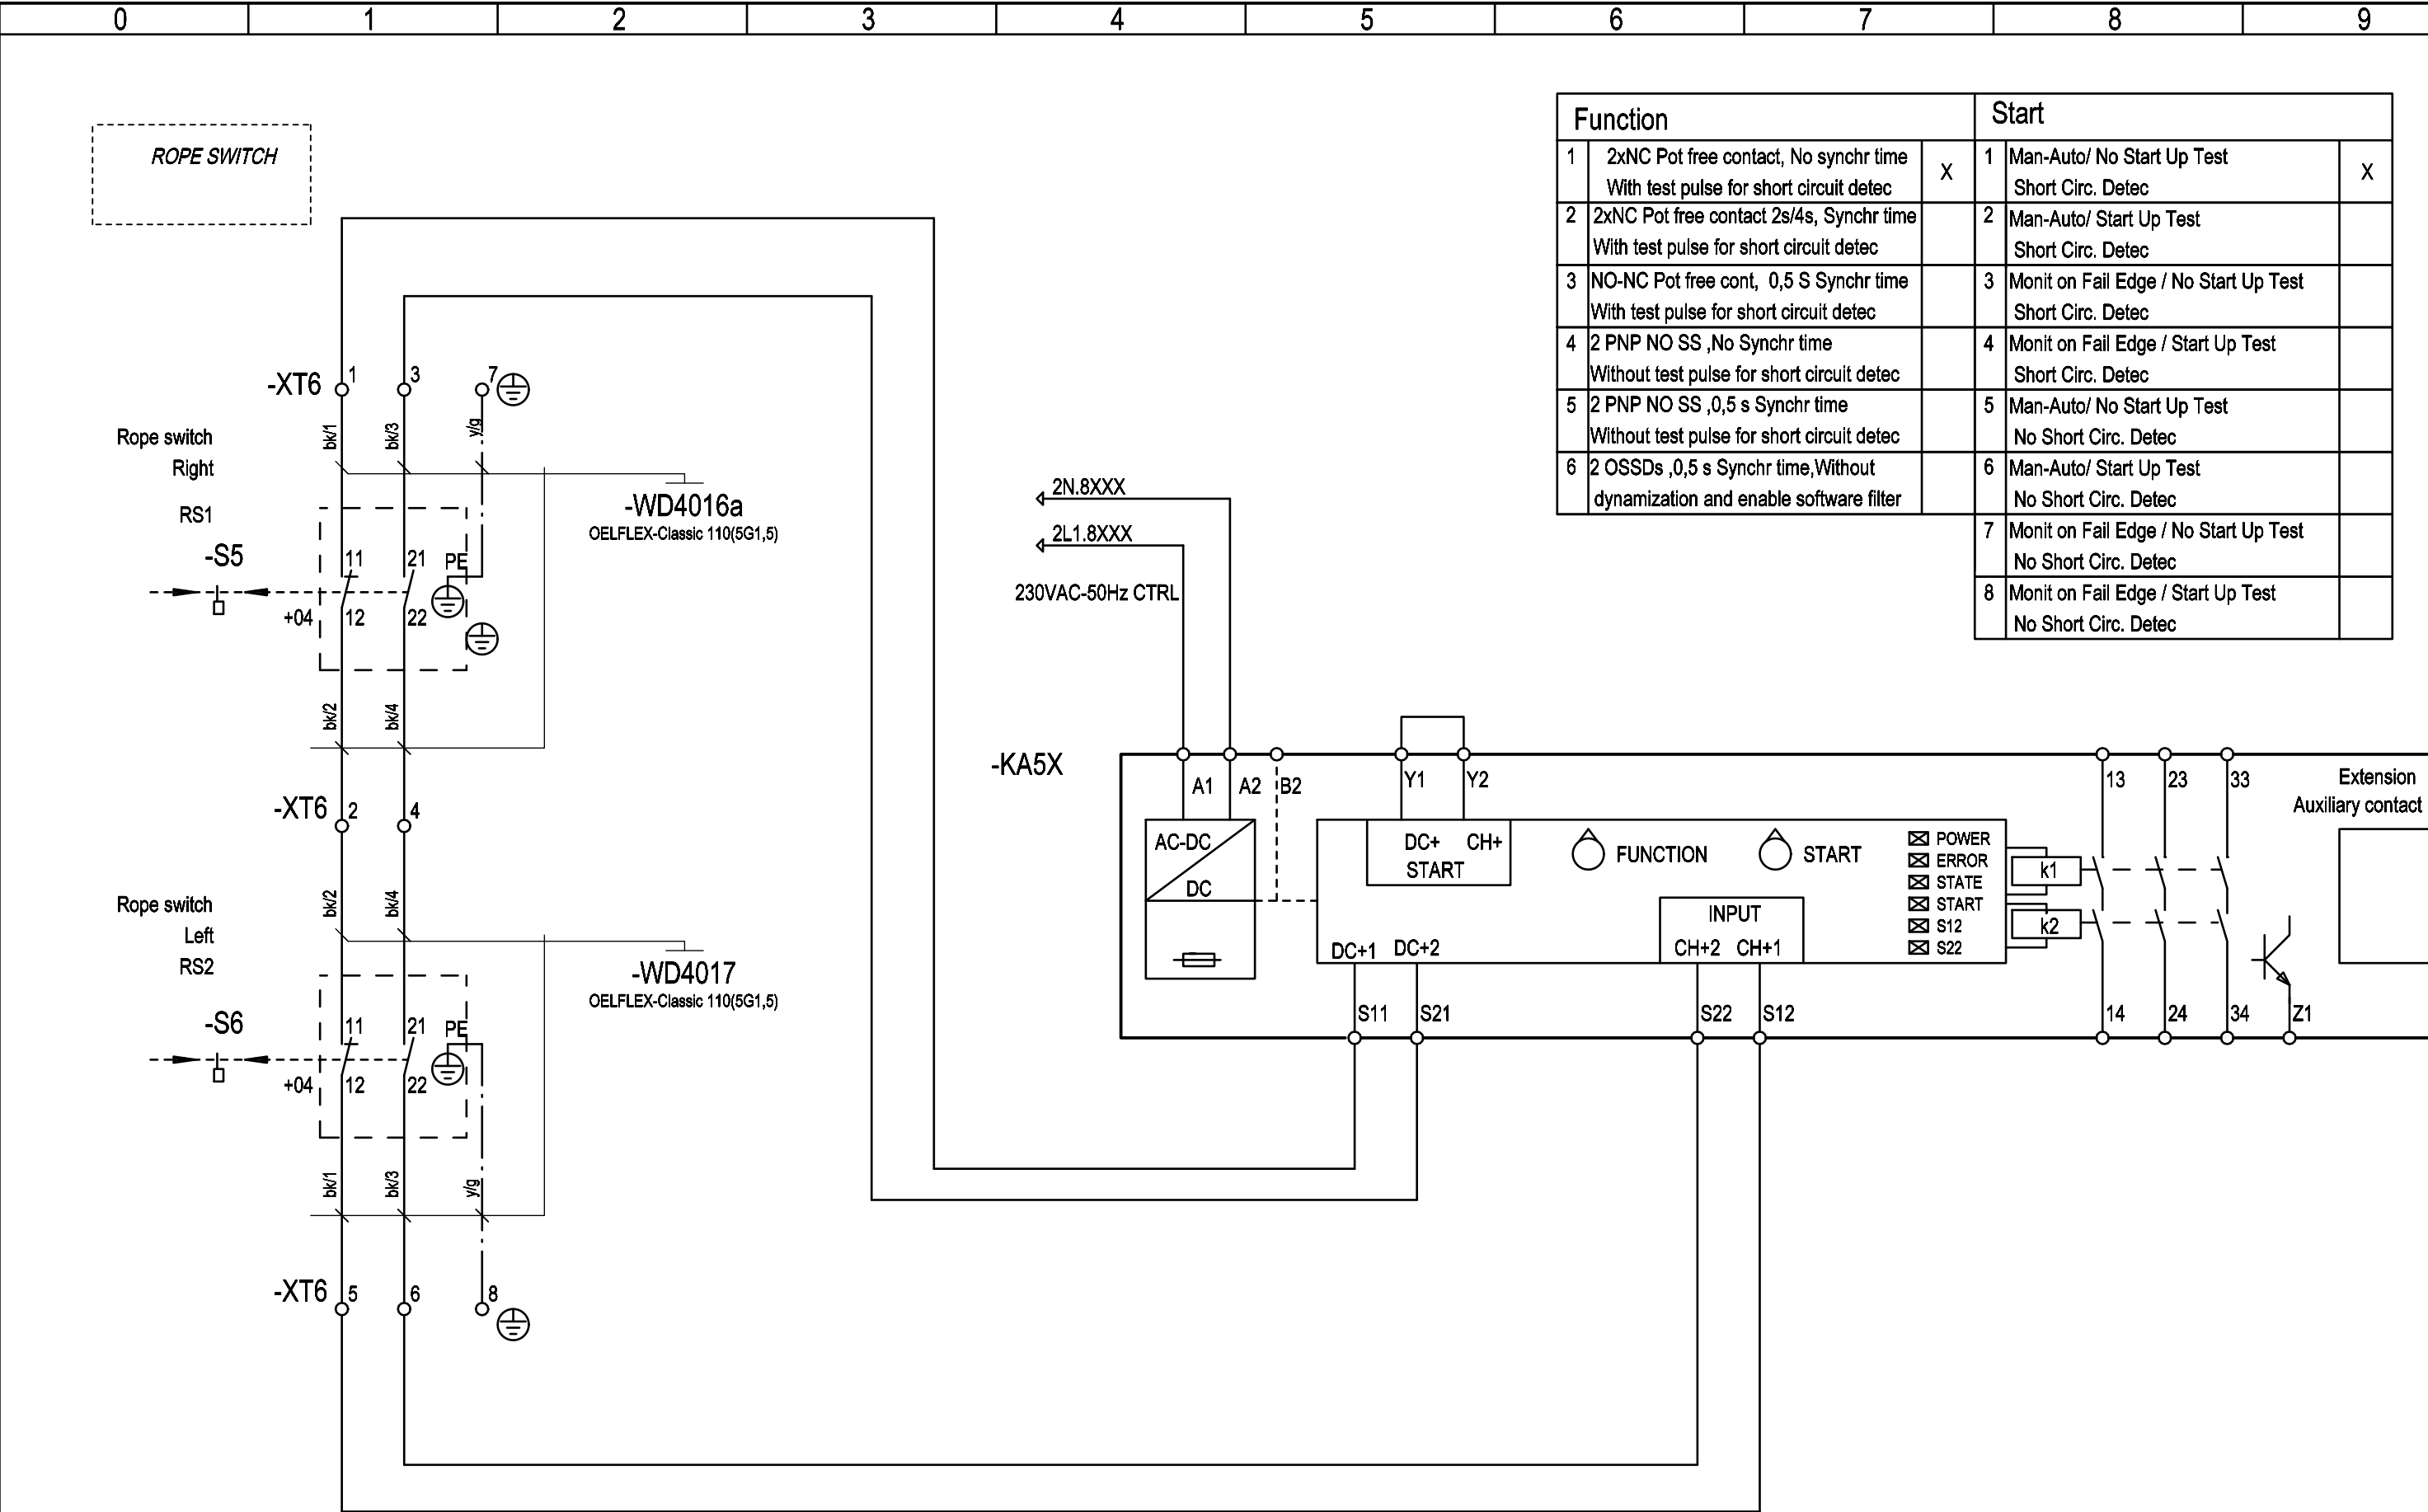 0 1 2 3 4 5 6 7 8 9
ROPE SWITCH
Function Start
1 2xNC Pot free contact, No synchr time
With test pulse for short circuit detec X
1 Man-Auto/ No Start Up Test
Short Circ. Detec X
2 2xNC Pot free contact 2s/4s, Synchr time
With test pulse for short circuit detec
2 Man-Auto/ Start Up Test
Short Circ. Detec
3 NO-NC Pot free cont, 0,5 S Synchr time
With test pulse for short circuit detec
3 Monit on Fail Edge / No Start Up Test
Short Circ. Detec
4 2 PNP NO SS ,No Synchr time
Without test pulse for short circuit detec
4 Monit on Fail Edge / Start Up Test
Short Circ. Detec
5 2 PNP NO SS ,0,5 s Synchr time
Without test pulse for short circuit detec
5 Man-Auto/ No Start Up Test
No Short Circ. Detec
6 2 OSSDs ,0,5 s Synchr time,Without
dynamization and enable software filter
6 Man-Auto/ Start Up Test
No Short Circ. Detec
7 Monit on Fail Edge / No Start Up Test
No Short Circ. Detec
8 Monit on Fail Edge / Start Up Test
No Short Circ. Detec
-XT6 1 3 7
bk/1 bk/3 y/g
Rope switch
Right
RS1
-S5
-WD4016a
OELFLEX-Classic 110(5G1,5)
11 21 PE
+04 12 22
bk/2 bk/4
-XT6 2 4
bk/2 bk/4
Rope switch
Left
RS2
-S6
-WD4017
OELFLEX-Classic 110(5G1,5)
11 21 PE
+04 12 22
bk/1 bk/3 y/g
-XT6 5 6 8
2N.8XXX
2L1.8XXX
230VAC-50Hz CTRL
-KA5X
A1 A2 B2 Y1 Y2 13 23 33
Extension
Auxiliary contact
AC-DC
DC
DC+ CH+
START
FUNCTION START
POWER
ERROR
STATE
START
S12
S22
k1
k2
INPUT
DC+1 DC+2 CH+2 CH+1
S11 S21 S22 S12 14 24 34 Z1